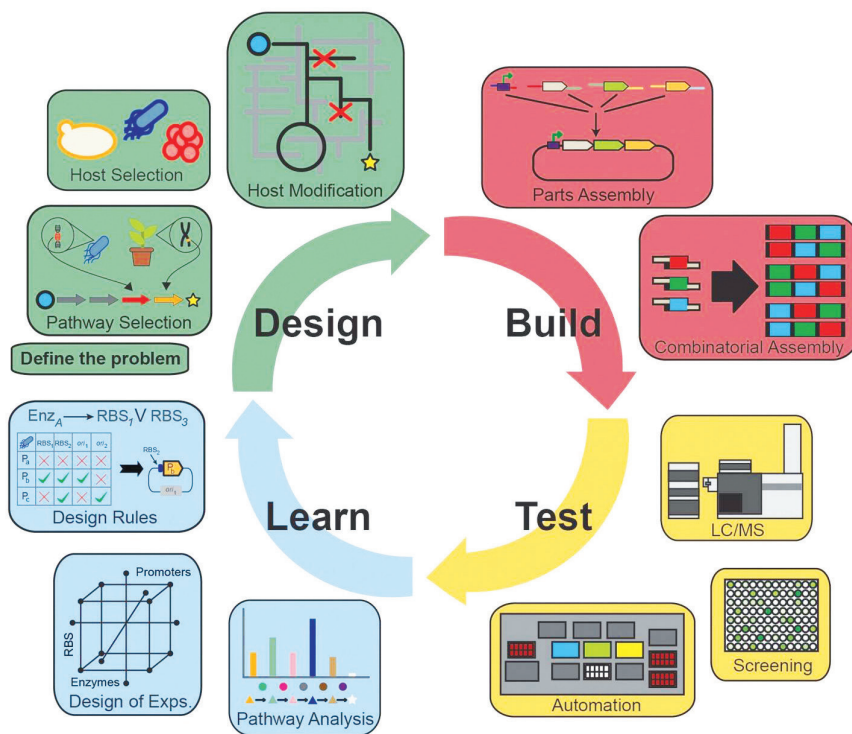 Host Selection
Host Modification
Parts Assembly
Pathway Selection
Define the problem
Combinatorial Assembly
Design
Build
Learn
Test
Enz_A → RBS_1 V RBS_3
RBS_1 RBS_2 ori_1 ori_2
P_a
P_b
P_c
RBS_2
P_b
ori_1
Design Rules
LC/MS
Promoters
RBS
Enzymes
Design of Exps.
Pathway Analysis
Automation
Screening